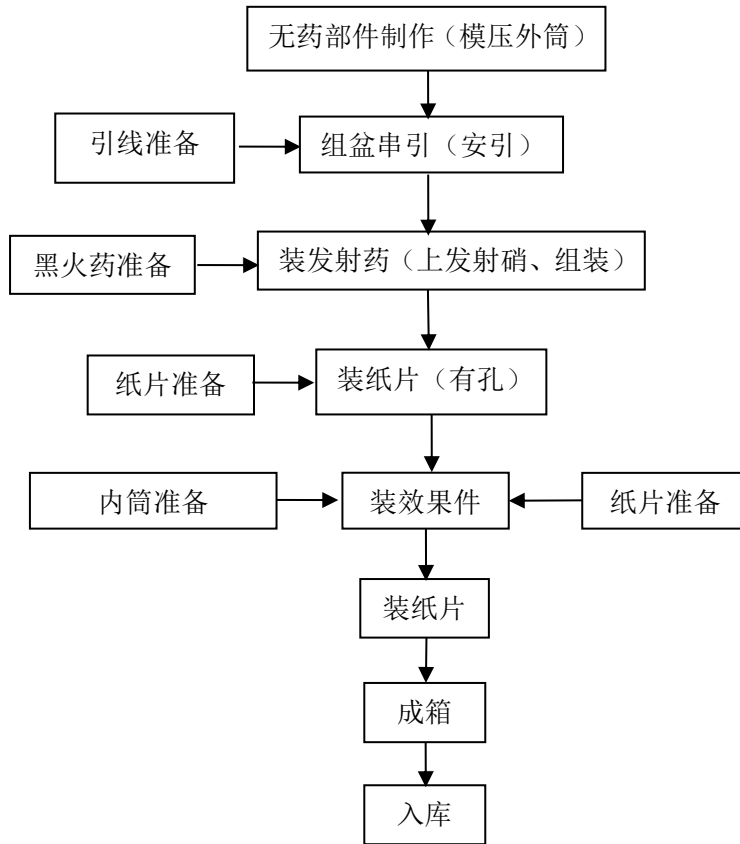 无药部件制作（模压外筒）
引线准备
组盆串引（安引）
黑火药准备
装发射药（上发射硝、组装）
纸片准备
装纸片（有孔）
内筒准备
装效果件
纸片准备
装纸片
成箱
入库